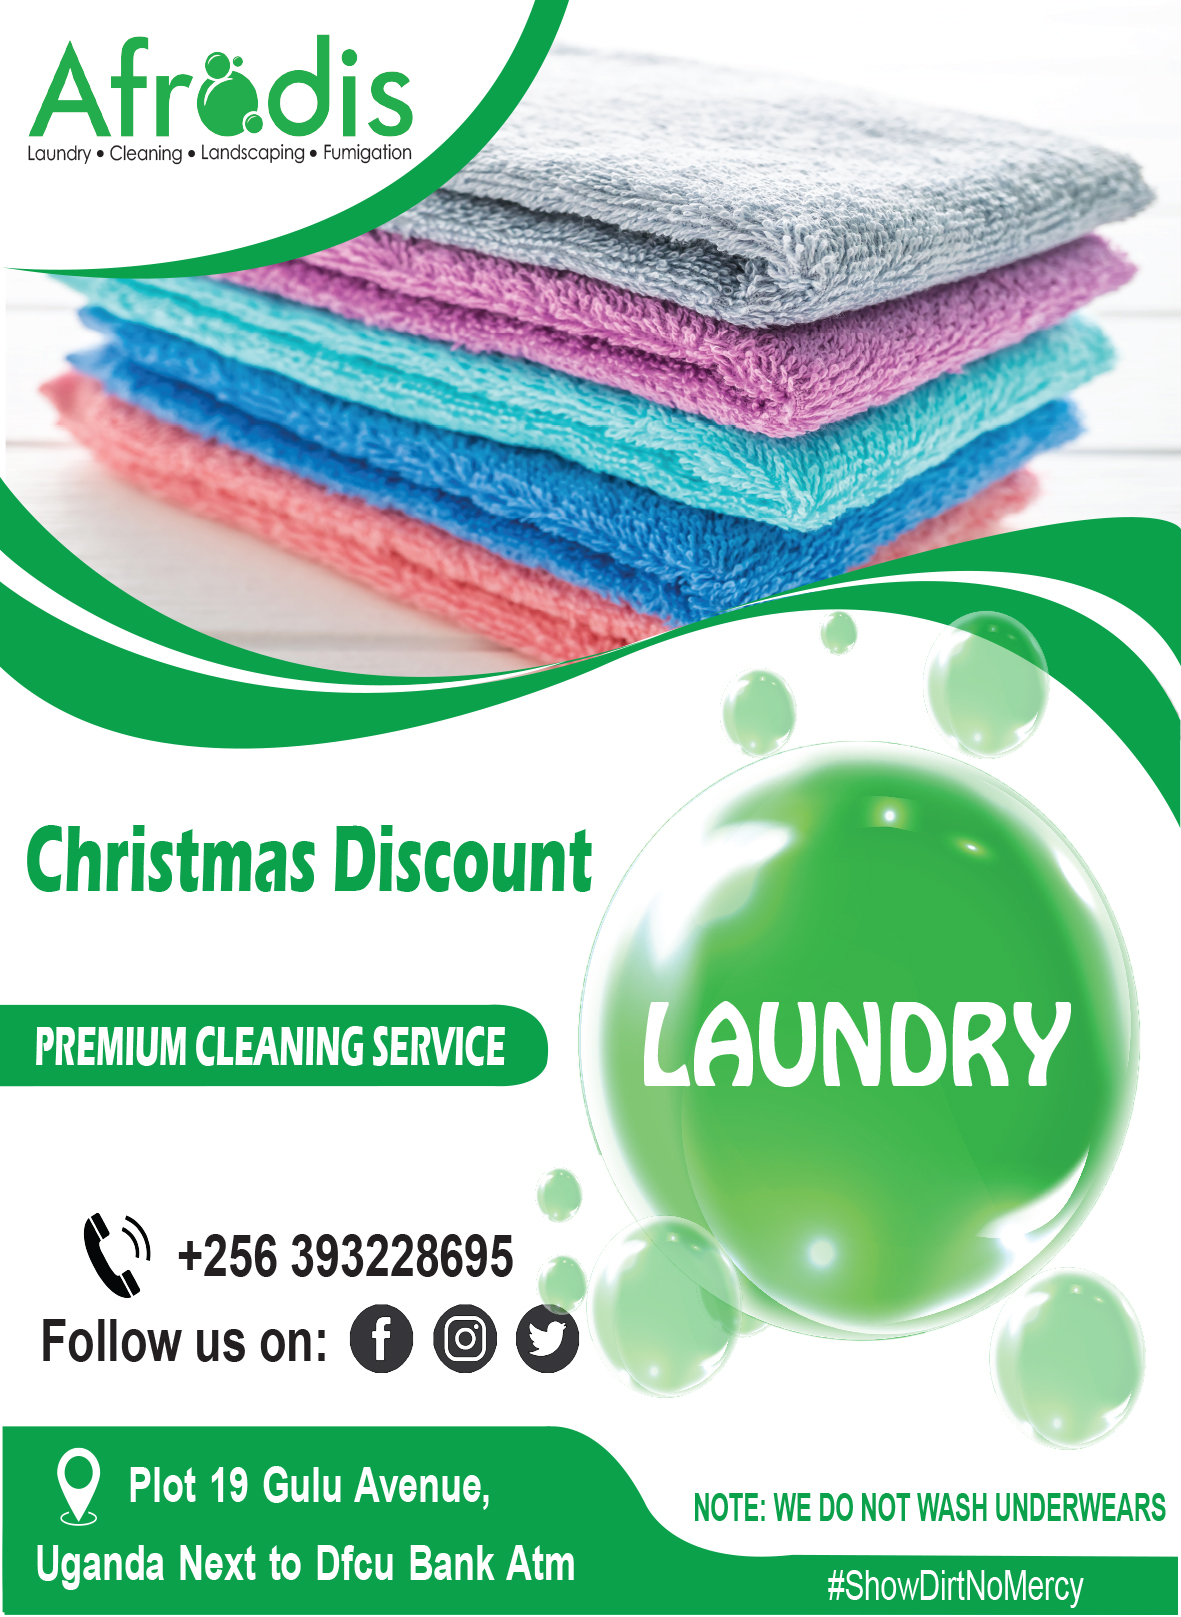 Afrodis
Laundry • Cleaning • Landscaping • Fumigation
Christmas Discount
PREMIUM CLEANING SERVICE
LAUNDRY
+256 393228695
Follow us on:
Plot 19 Gulu Avenue,
Uganda Next to Dfcu Bank Atm
NOTE: WE DO NOT WASH UNDERWEARS
#ShowDirtNoMercy